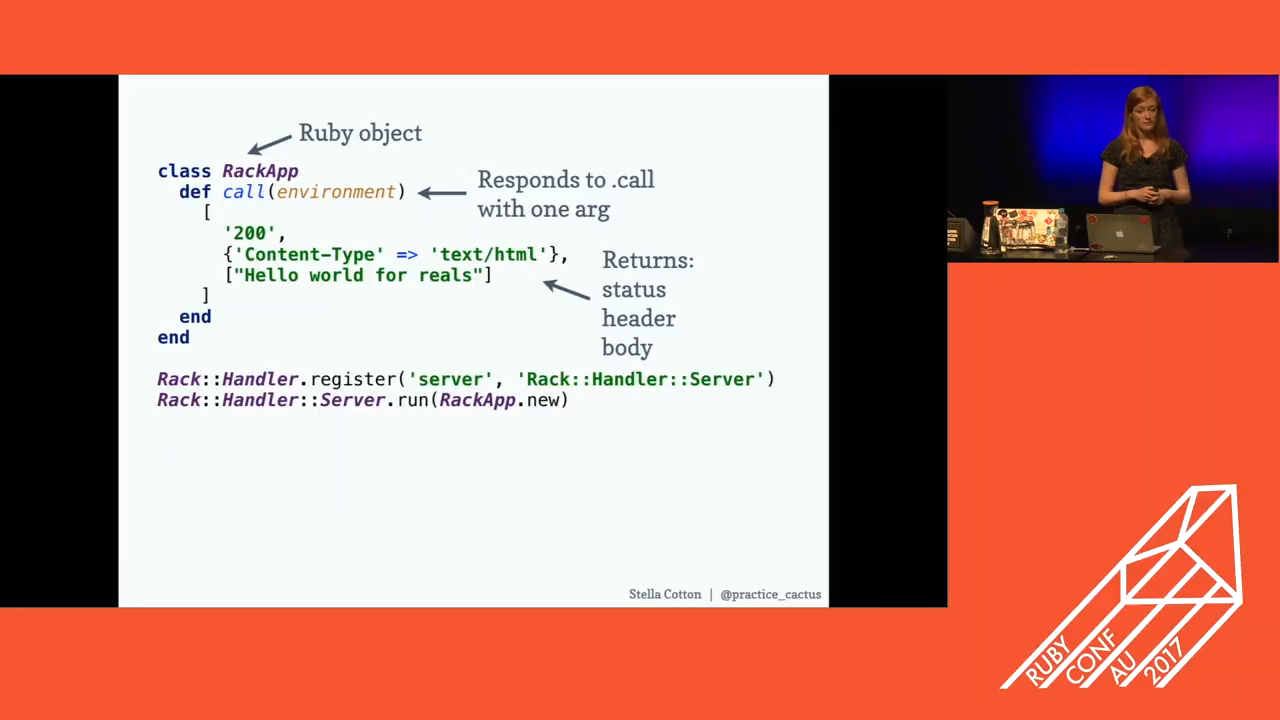 Ruby object
class RackApp
def call(environment)
Responds to .call
with one arg
[
'200',
{'Content-Type' => 'text/html'},
["Hello world for reals"]
]
end
end
Returns:
status
header
body
Rack::Handler.register('server', 'Rack::Handler::Server')
Rack::Handler::Server.run(RackApp.new)
Stella Cotton | @practice_cactus
RUBY
CONF
AU
2017